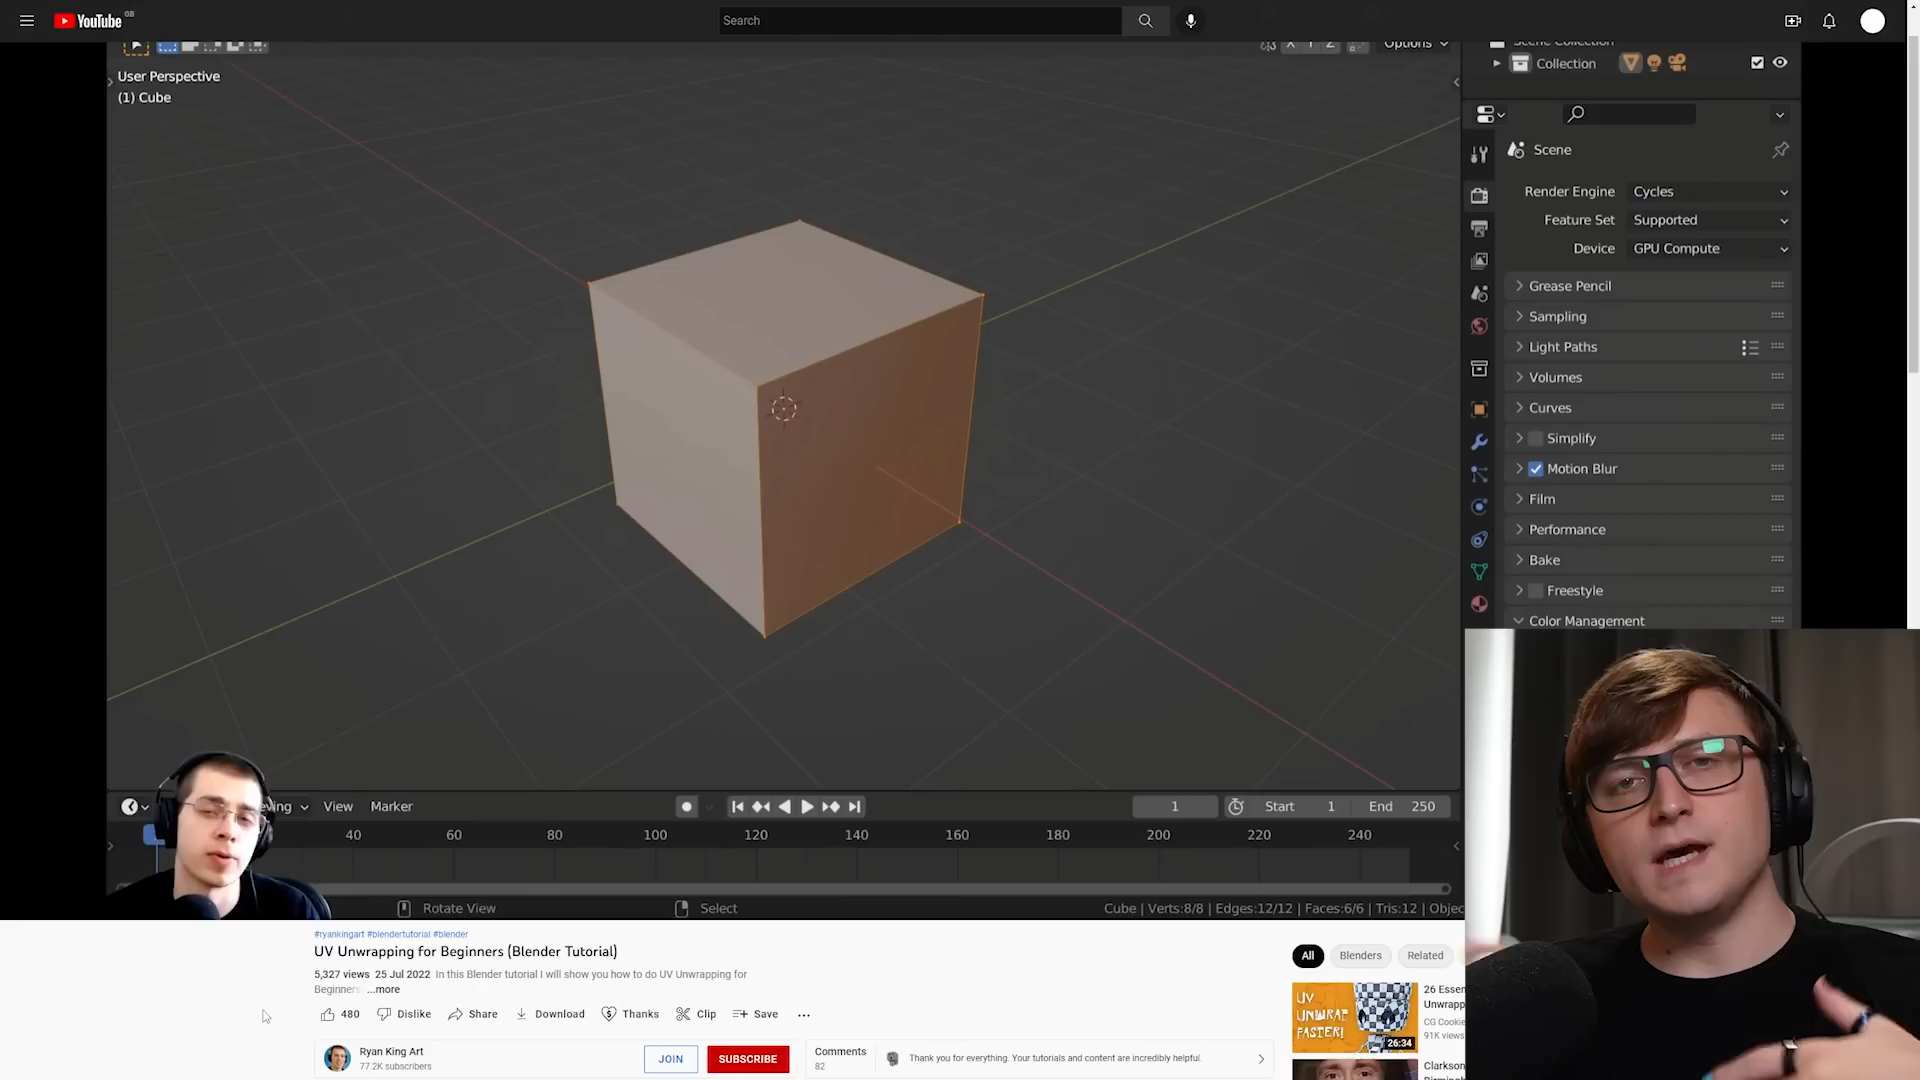 YouTube GB
Search
User Perspective
(1) Cube
X Y Z
Options
Scene Collection
Collection
Scene
Render Engine Cycles
Feature Set Supported
Device GPU Compute
Grease Pencil
Sampling
Light Paths
Volumes
Curves
Simplify
Motion Blur
Film
Performance
Bake
Freestyle
Color Management
View Marker
1
Start 1 End 250
40 60 80 100 120 140 160 180 200 220 240
Rotate View
Select
Cube | Verts:8/8 | Edges:12/12 | Faces:6/6 | Tris:12 |
#ryankingart #blendertutorial #blender
UV Unwrapping for Beginners (Blender Tutorial)
5,327 views 25 Jul 2022 In this Blender tutorial I will show you how to do UV Unwrapping for
Beginners ...more
480 Dislike Share Download Thanks Clip Save
Ryan King Art
77.2K subscribers
JOIN
SUBSCRIBE
Comments
82
Thank you for everything. Your tutorials and content are incredibly helpful.
All Blenders Related
UV
UNWRAP
FASTER!
26:34
26
CG Cookie
91K views